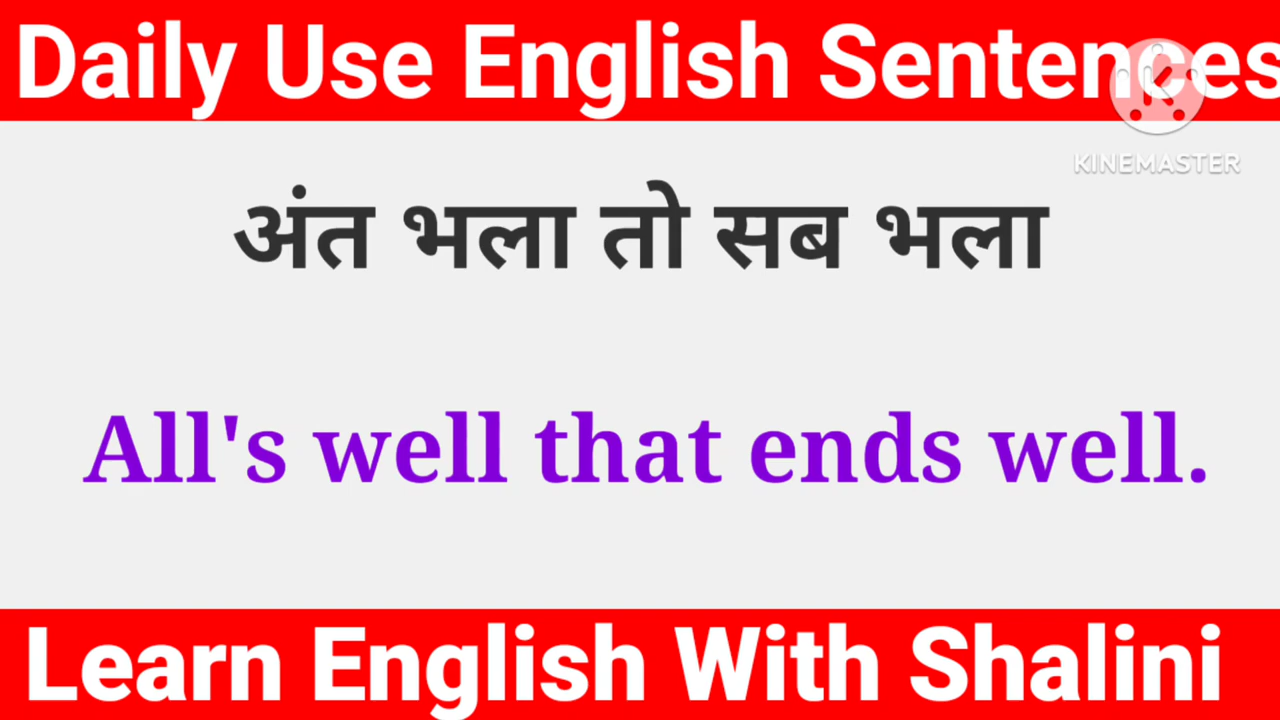 Daily Use English Sentences
KINEMASTER
अंत भला तो सब भला
All's well that ends well.
Learn English With Shalini